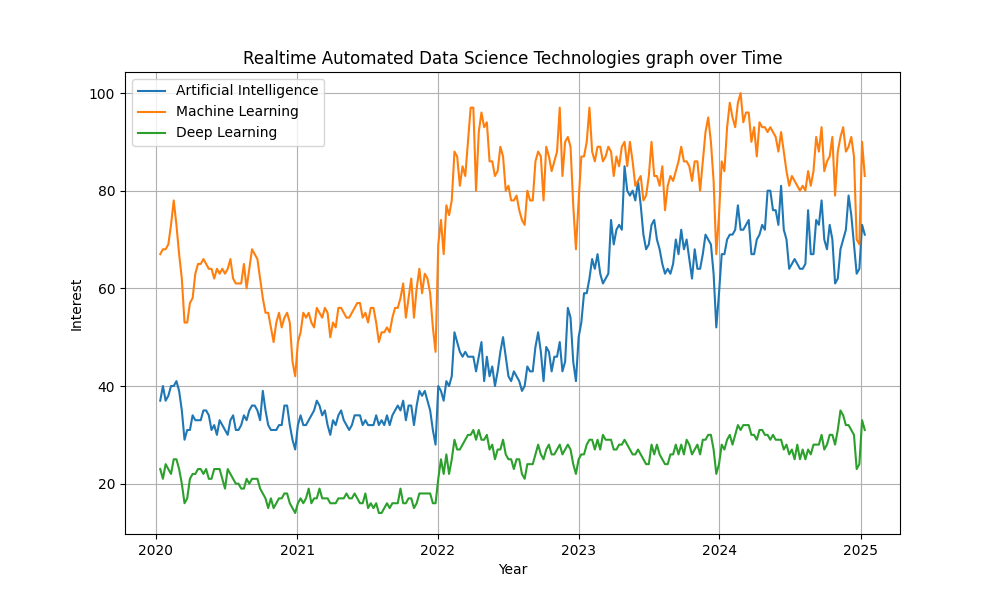 Realtime Automated Data Science Technologies graph over Time
Artificial Intelligence
Machine Learning
Deep Learning
100
80
60
40
20
Interest
2020
2021
2022
2023
2024
2025
Year